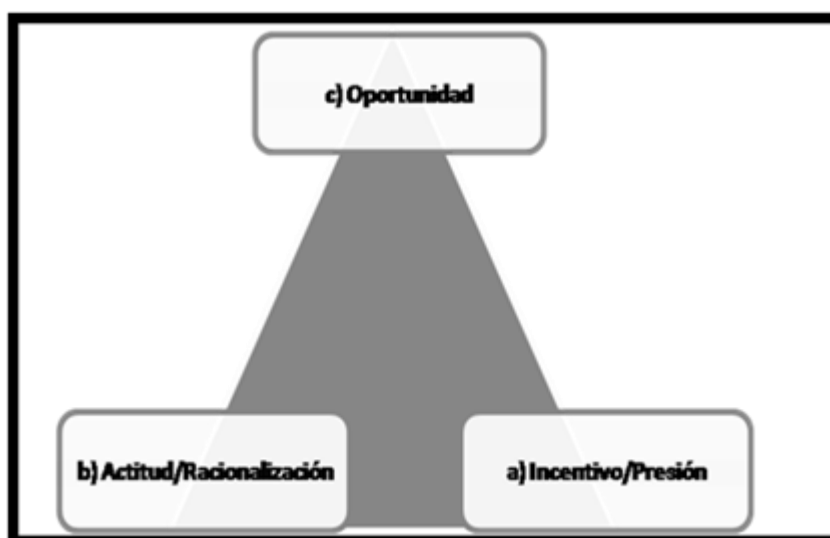 c) Oportunidad
b) Actitud/Racionalización
a) Incentivo/Presión